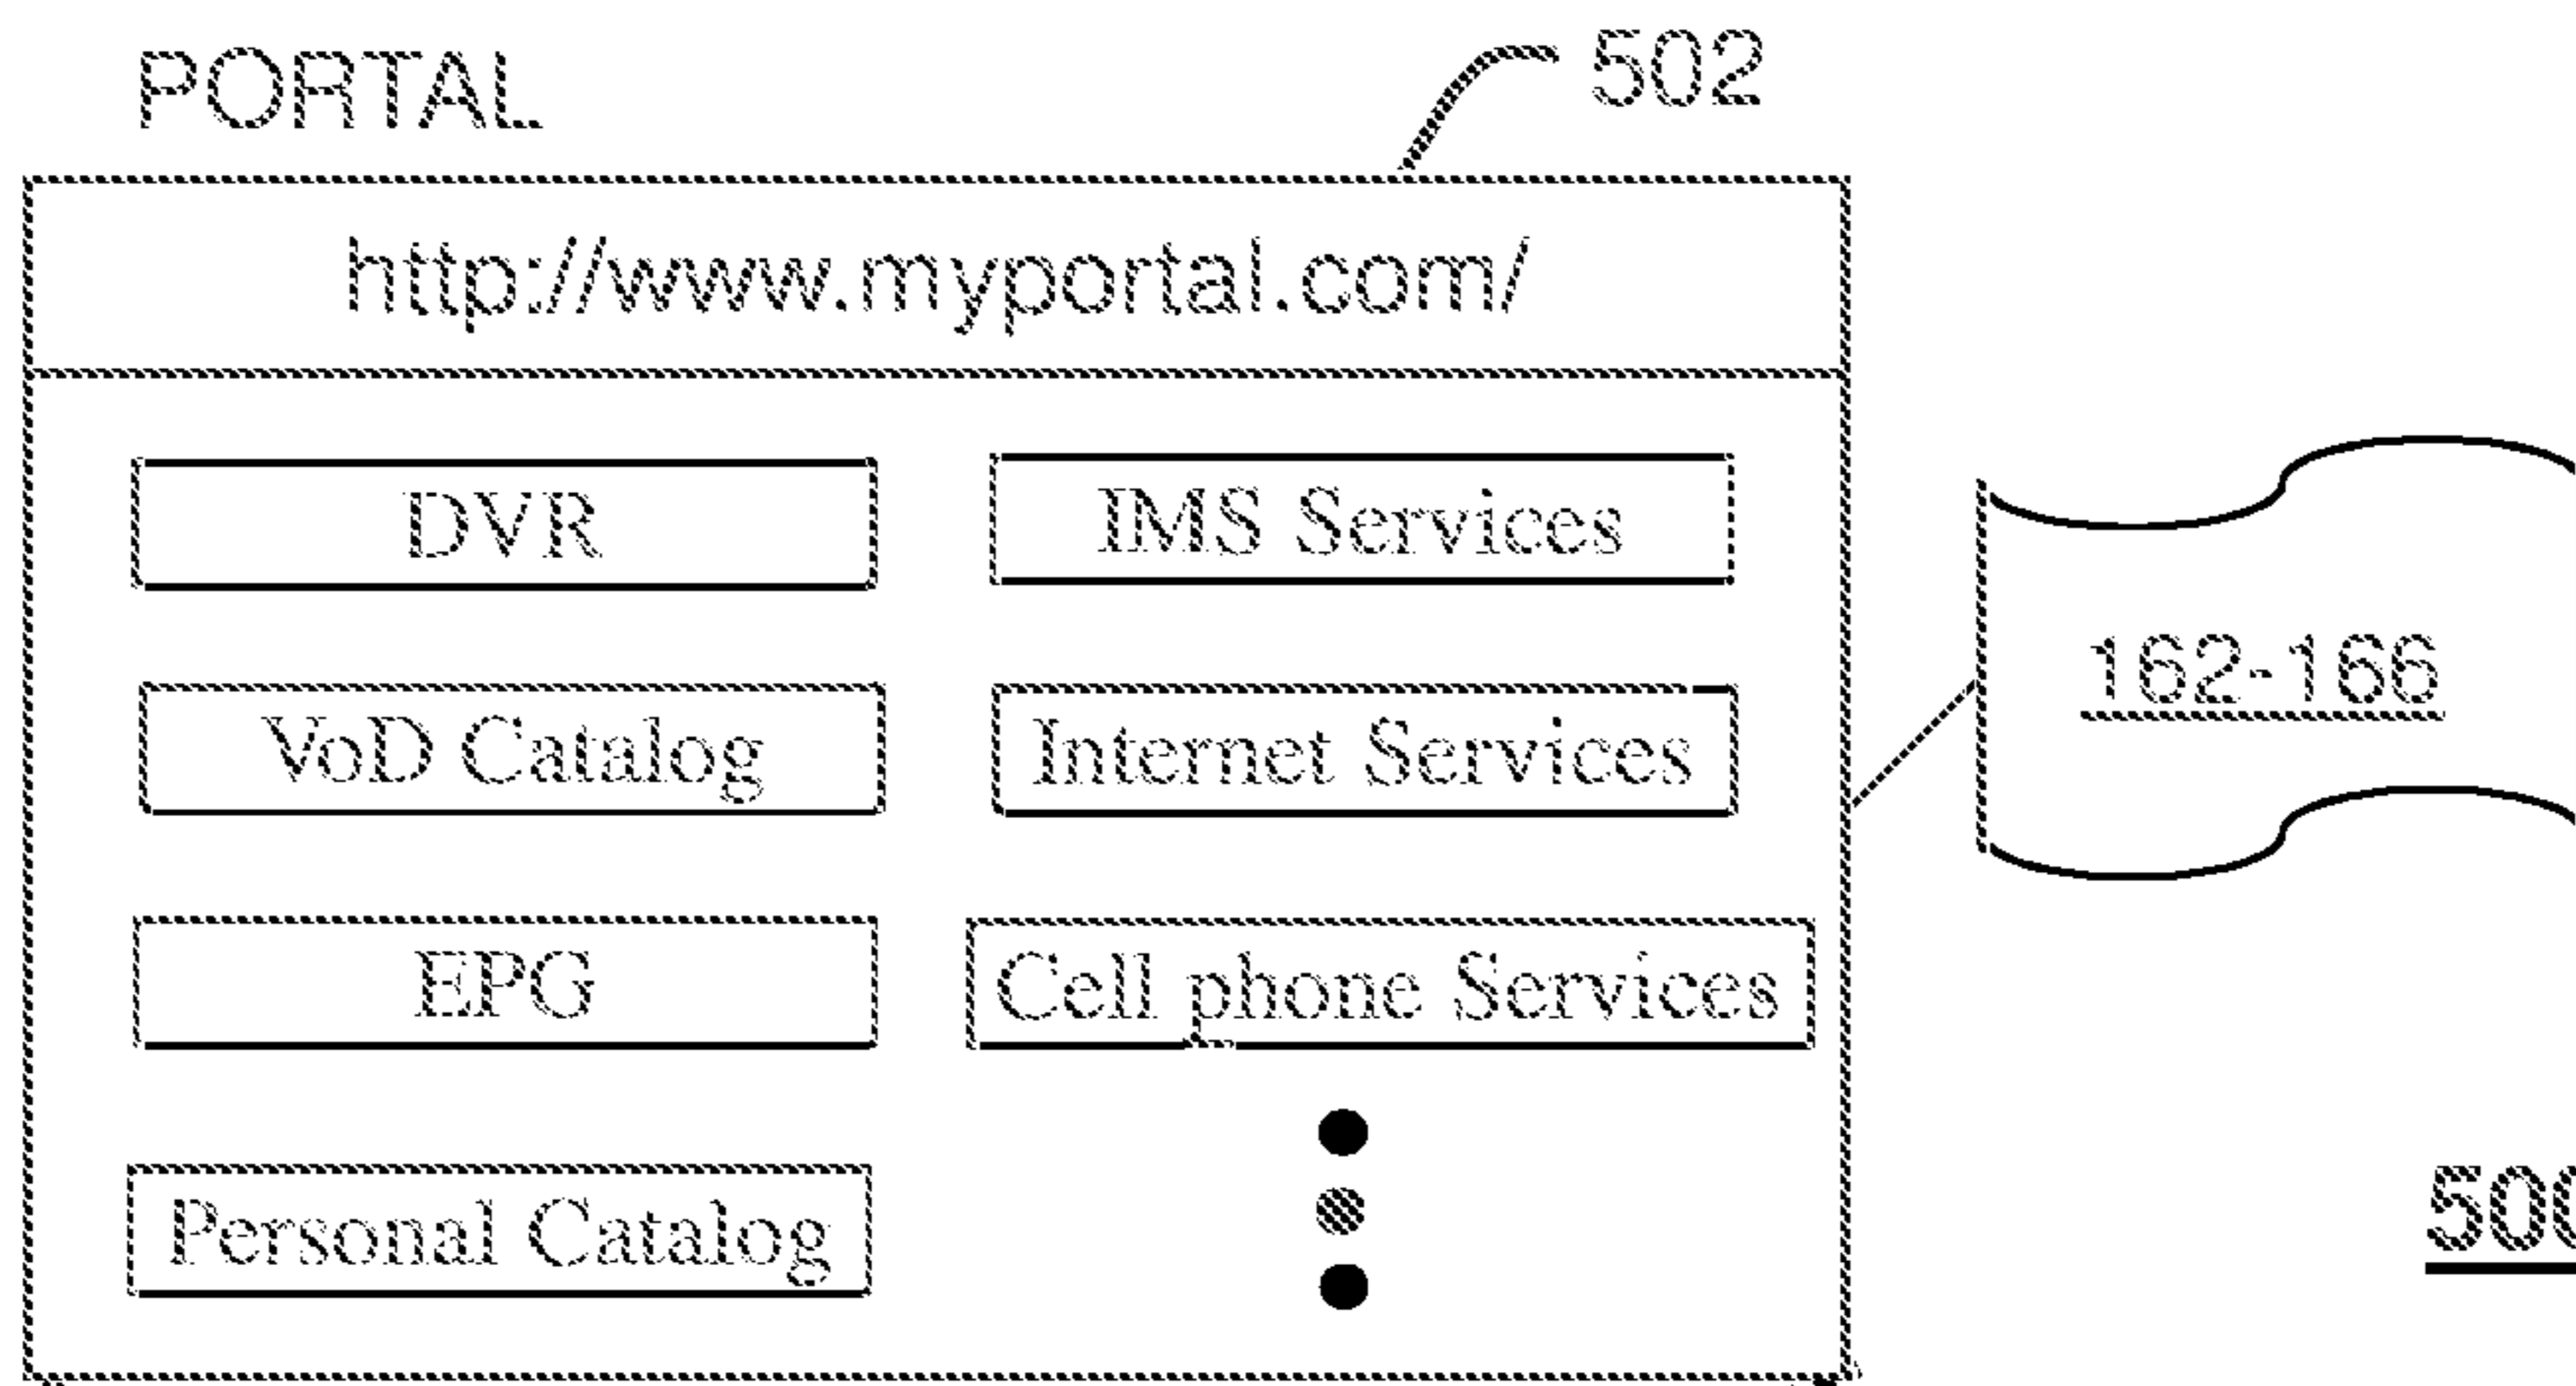 PORTAL
502
http://www.myportal.com/
DVR
IMS Services
VoD Catalog
Internet Services
162-166
EPG
Cell phone Services
Personal Catalog
500